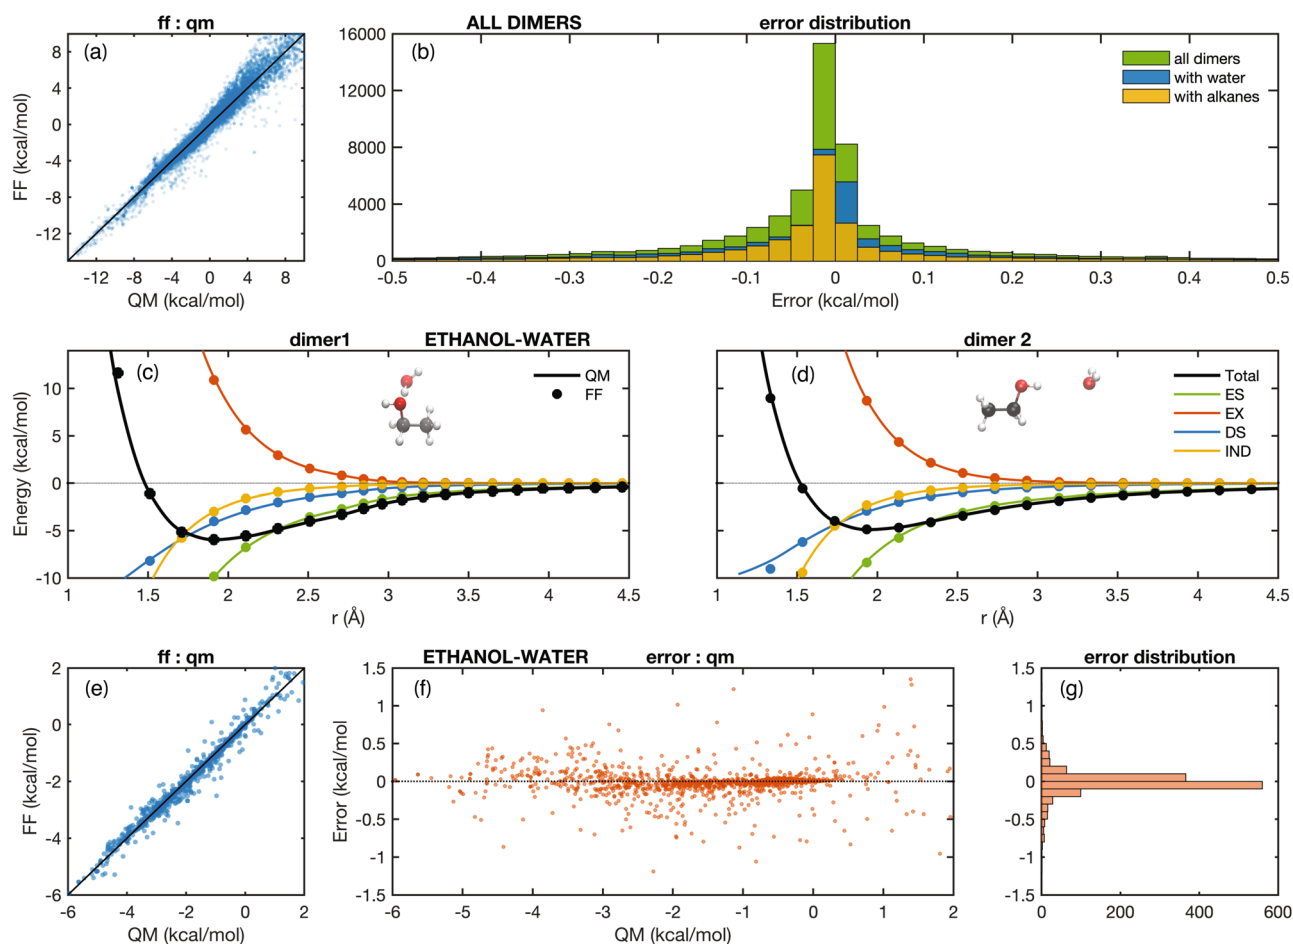 ff : qm
ALL DIMERS
error distribution
(a)
FF (kcal/mol)
8
4
0
-4
-8
-12
-12 -8 -4 0 4 8
QM (kcal/mol)
(b)
16000
12000
8000
4000
0
all dimers
with water
with alkanes
-0.5 -0.4 -0.3 -0.2 -0.1 0 0.1 0.2 0.3 0.4 0.5
Error (kcal/mol)
dimer1
ETHANOL-WATER
dimer 2
(c)
Energy (kcal/mol)
10
5
0
-5
-10
QM
FF
1 1.5 2 2.5 3 3.5 4 4.5
r (Å)
(d)
10
5
0
-5
-10
Total
ES
EX
DS
IND
1 1.5 2 2.5 3 3.5 4 4.5
r (Å)
ff : qm
ETHANOL-WATER
error : qm
error distribution
(e)
FF (kcal/mol)
2
0
-2
-4
-6
-6 -4 -2 0 2
QM (kcal/mol)
(f)
Error (kcal/mol
1.5
1
0.5
0
-0.5
-1
-1.5
-6 -5 -4 -3 -2 -1 0 1 2
QM (kcal/mol)
(g)
1.5
1
0.5
0
-0.5
-1
-1.5
0 200 400 600